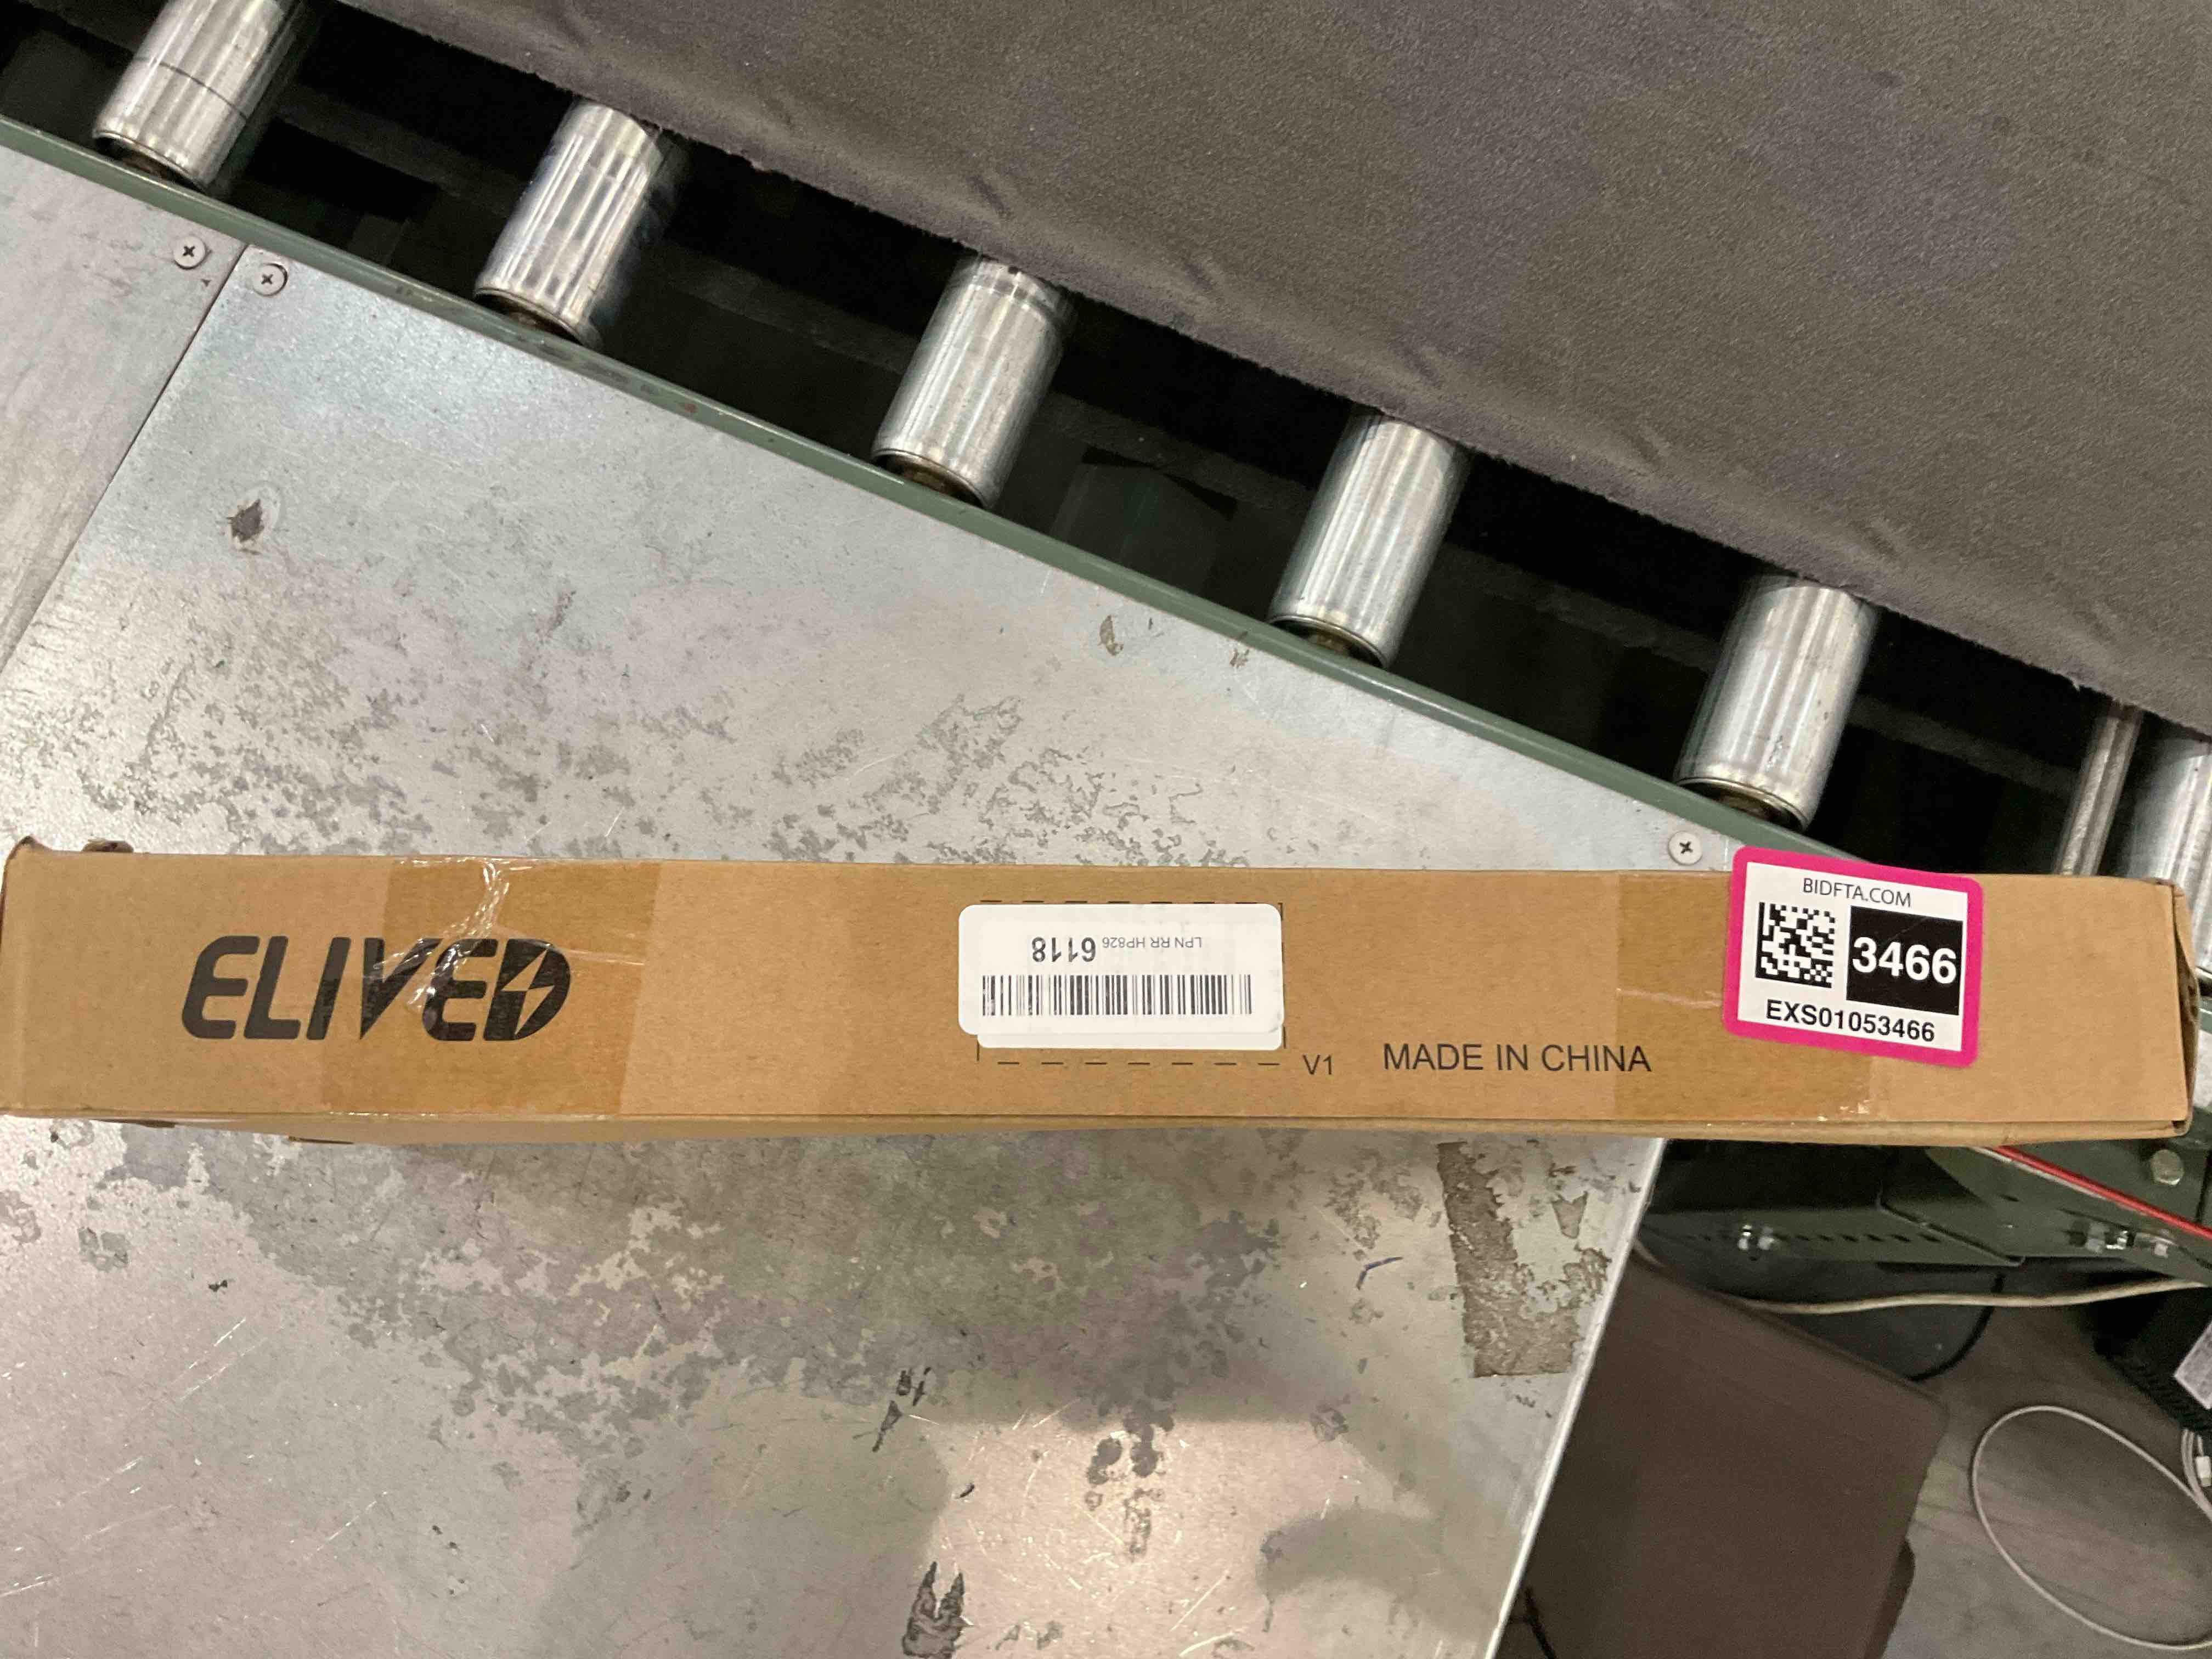 ELIVED
LPN RR HP826 6118
V1
MADE IN CHINA
BIDFTA.COM
3466
EXS01053466